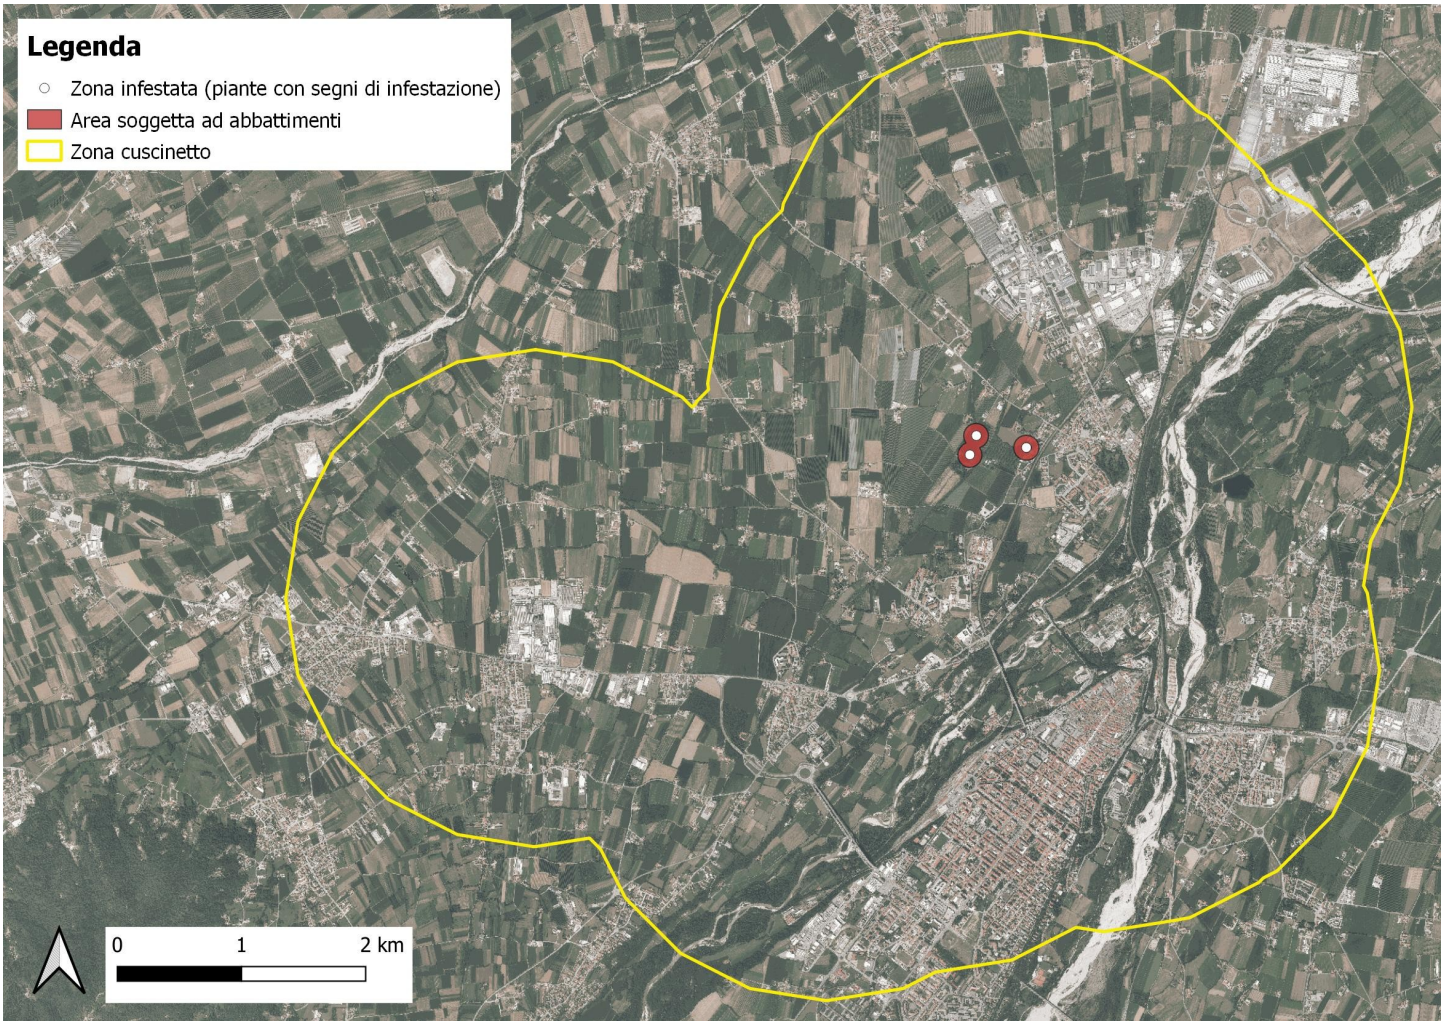 Legenda
Zona infestata (piante con segni di infestazione)
Area soggetta ad abbattimenti
Zona cuscinetto
0 1 2 km